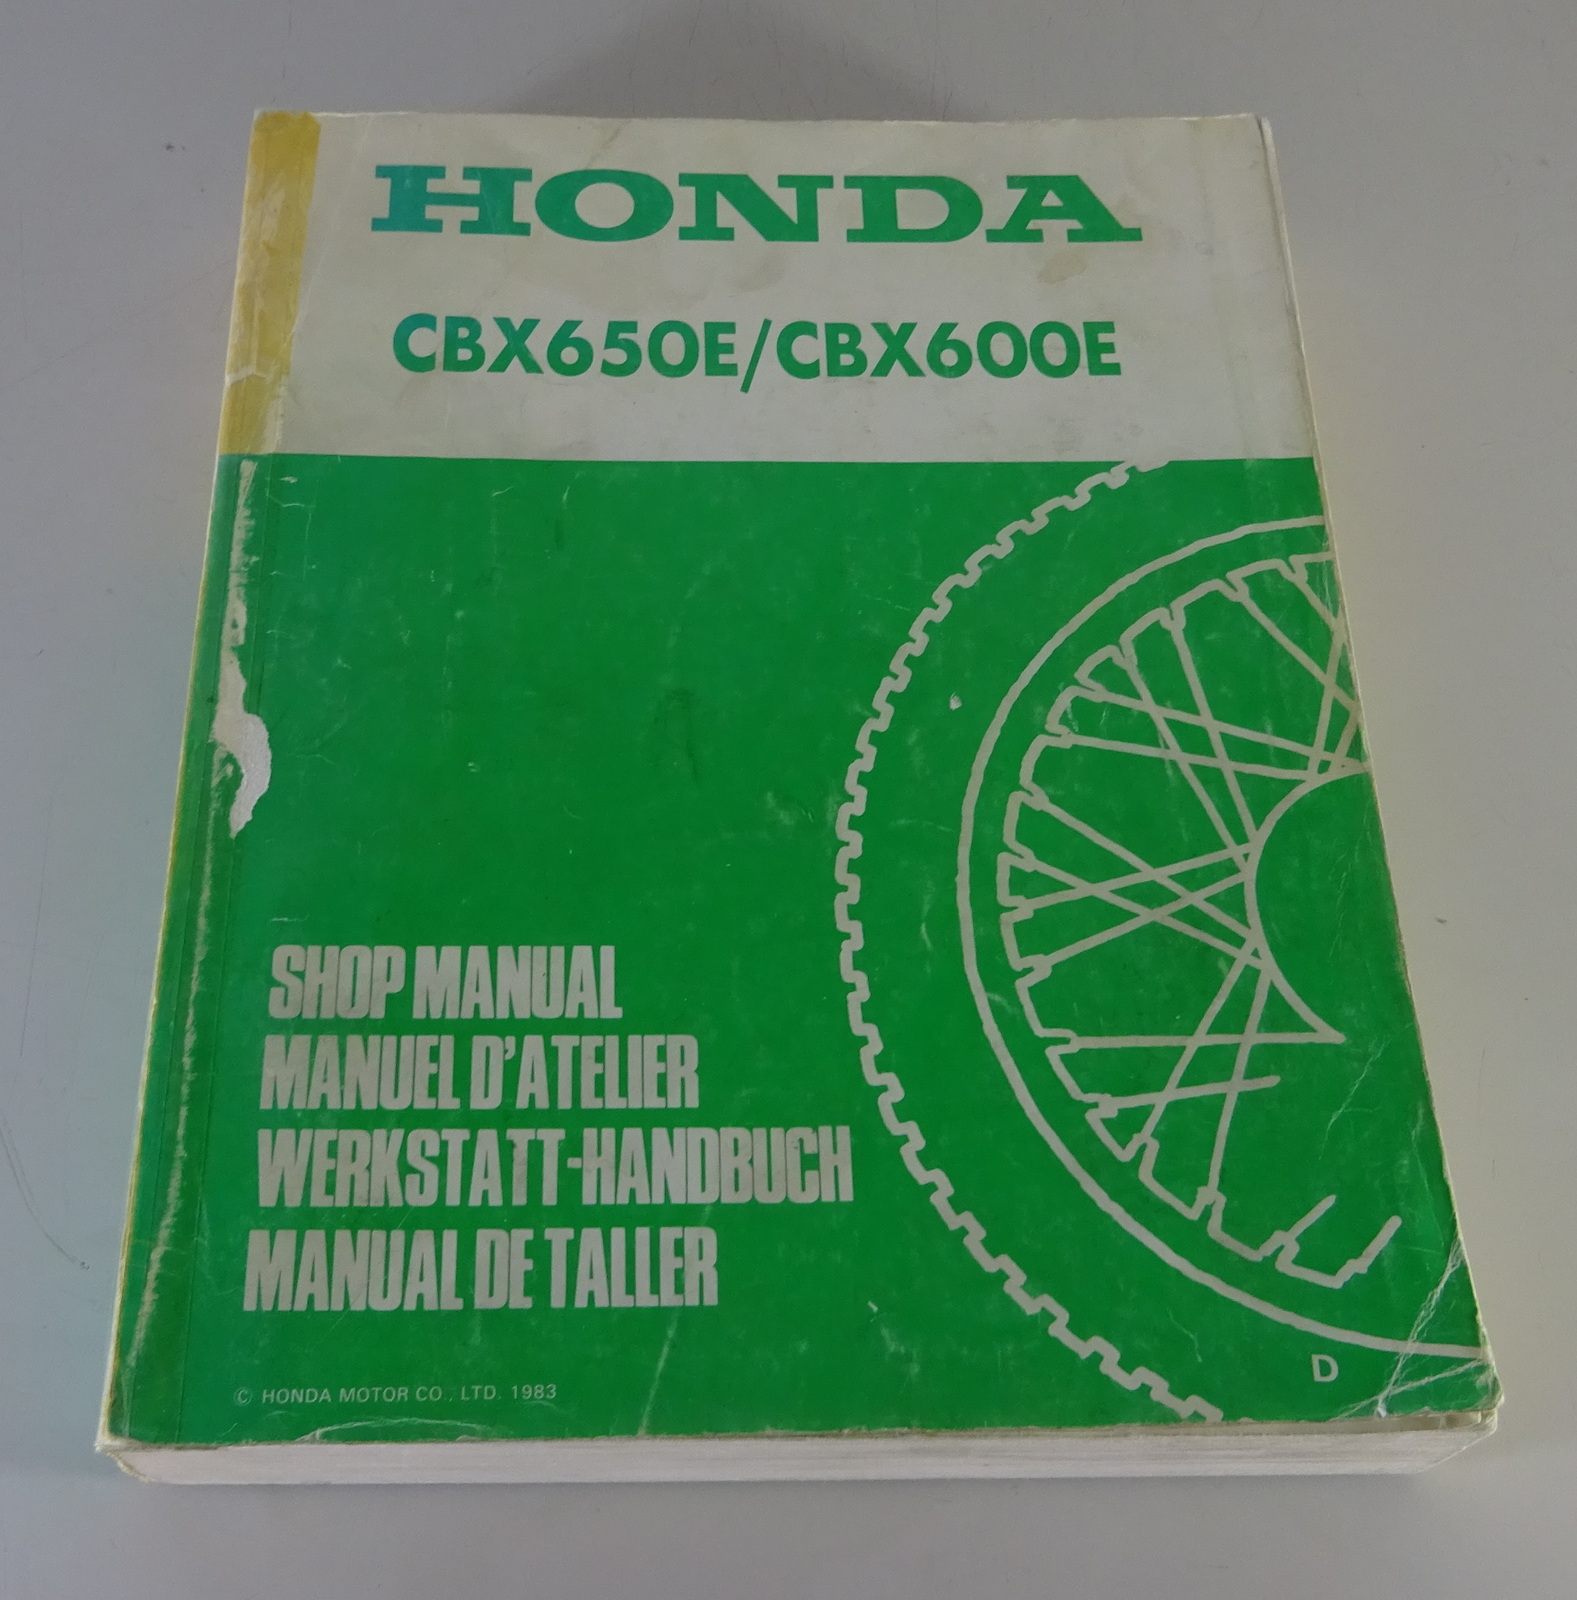 HONDA
CBX650E/CBX600E
SHOP MANUAL
MANUEL D'ATELIER
WERKSTATT-HANDBUCH
MANUAL DE TALLER
© HONDA MOTOR CO., LTD. 1983
D